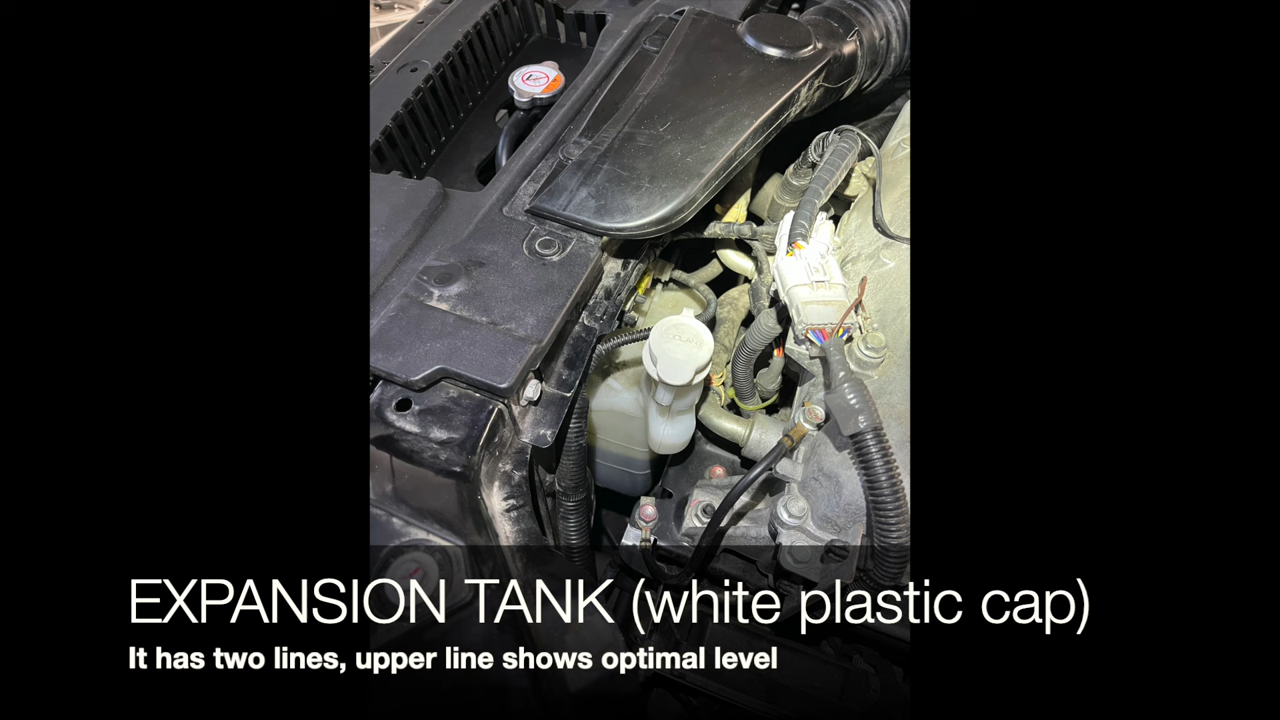 EXPANSION TANK (white plastic cap)
It has two lines, upper line shows optimal level